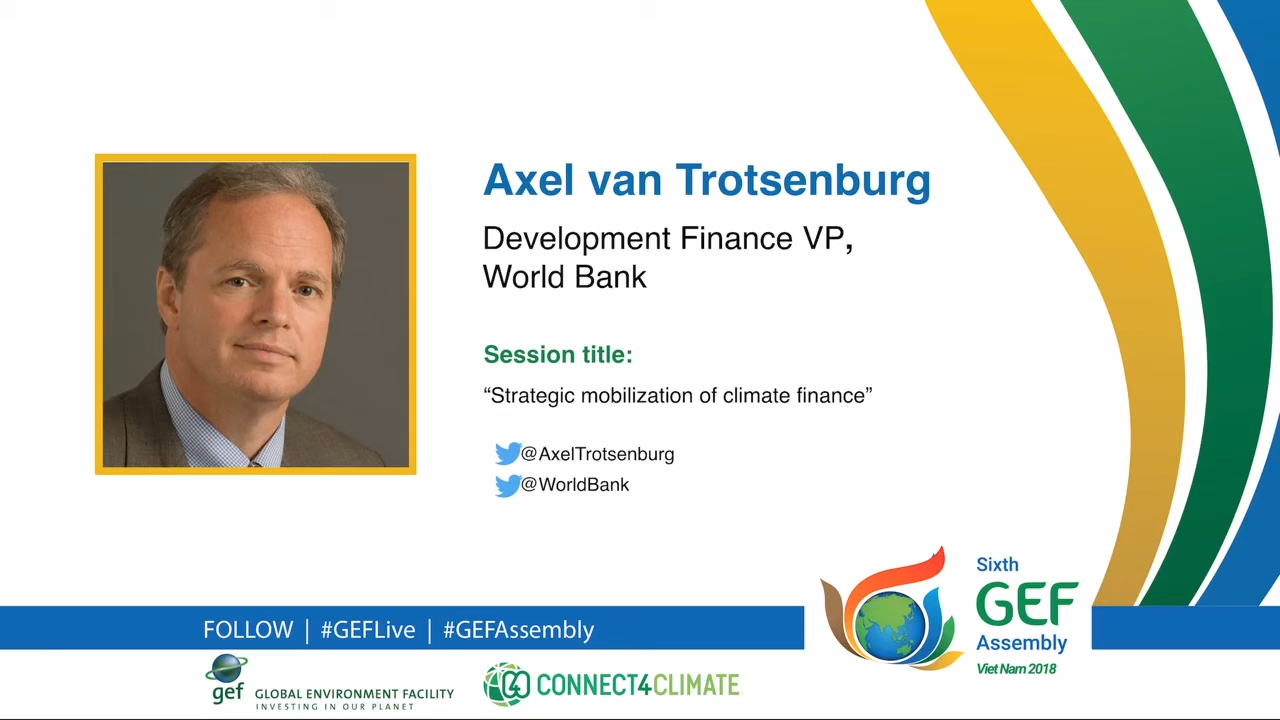 Axel van Trotsenburg
Development Finance VP,
World Bank
Session title:
“Strategic mobilization of climate finance”
@AxelTrotsenburg
@WorldBank
Sixth
GEF
Assembly
Viet Nam 2018
FOLLOW | #GEFLive | #GEFAssembly
gef GLOBAL ENVIRONMENT FACILITY
INVESTING IN OUR PLANET
CONNECT4CLIMATE